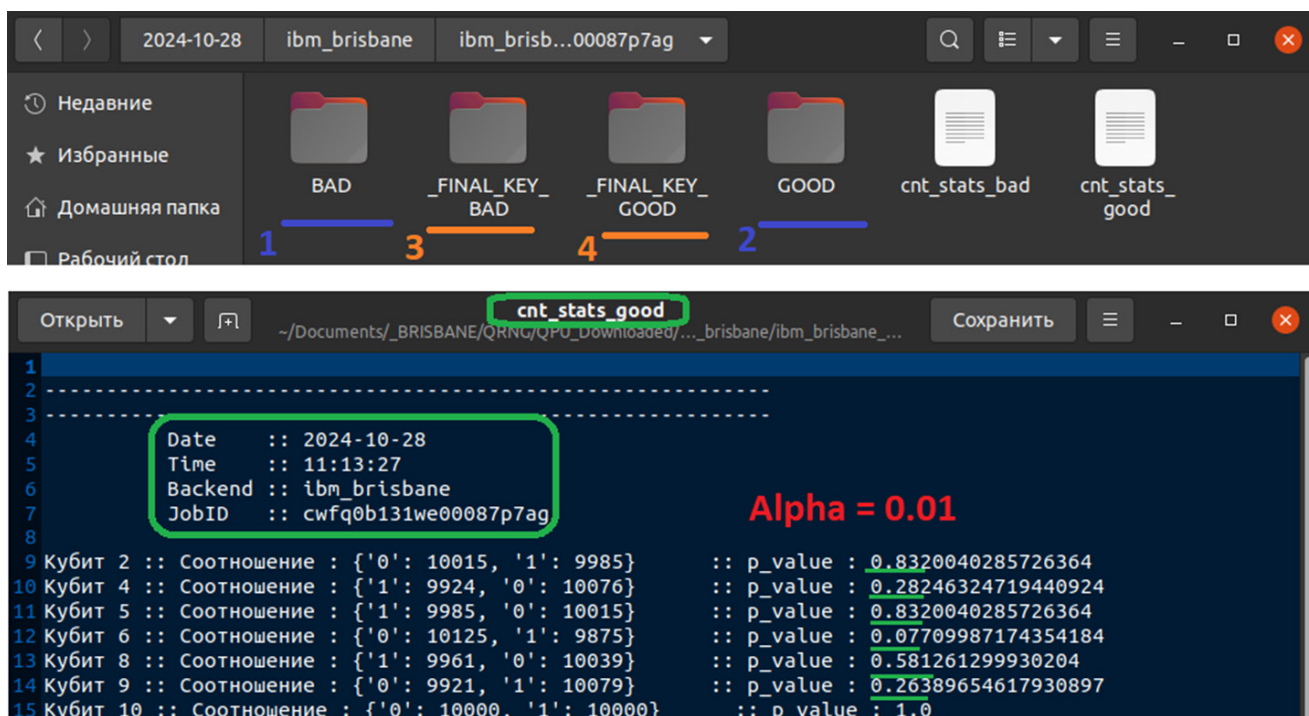 2024-10-28 ibm_brisbane ibm_brisb...00087p7ag
Недавние
Избранные
Домашняя папка
Рабочий стол
BAD _FINAL_KEY_ _FINAL_KEY_ GOOD cnt_stats_bad cnt_stats_
BAD GOOD good
1 3 4 2
Открыть cnt_stats_good Сохранить
~/Documents/_BRISBANE/QRNG/QPU_Downloaded/..._brisbane/ibm_brisbane_...
1
2 -----------------------------------------------------------
3 -----------------------------------------------------------
4 Date :: 2024-10-28
5 Time :: 11:13:27
6 Backend :: ibm_brisbane
7 JobID :: cwfq0b131we00087p7ag
Alpha = 0.01
8
9 Кубит 2 :: Соотношение : {'0': 10015, '1': 9985} :: p_value : 0.8320040285726364
10 Кубит 4 :: Соотношение : {'1': 9924, '0': 10076} :: p_value : 0.28246324719440924
11 Кубит 5 :: Соотношение : {'1': 9985, '0': 10015} :: p_value : 0.8320040285726364
12 Кубит 6 :: Соотношение : {'0': 10125, '1': 9875} :: p_value : 0.07709987174354184
13 Кубит 8 :: Соотношение : {'1': 9961, '0': 10039} :: p_value : 0.581261299930204
14 Кубит 9 :: Соотношение : {'0': 9921, '1': 10079} :: p_value : 0.26389654617930897
15 Кубит 10 :: Соотношение : {'0': 10000, '1': 10000} :: p_value : 1.0